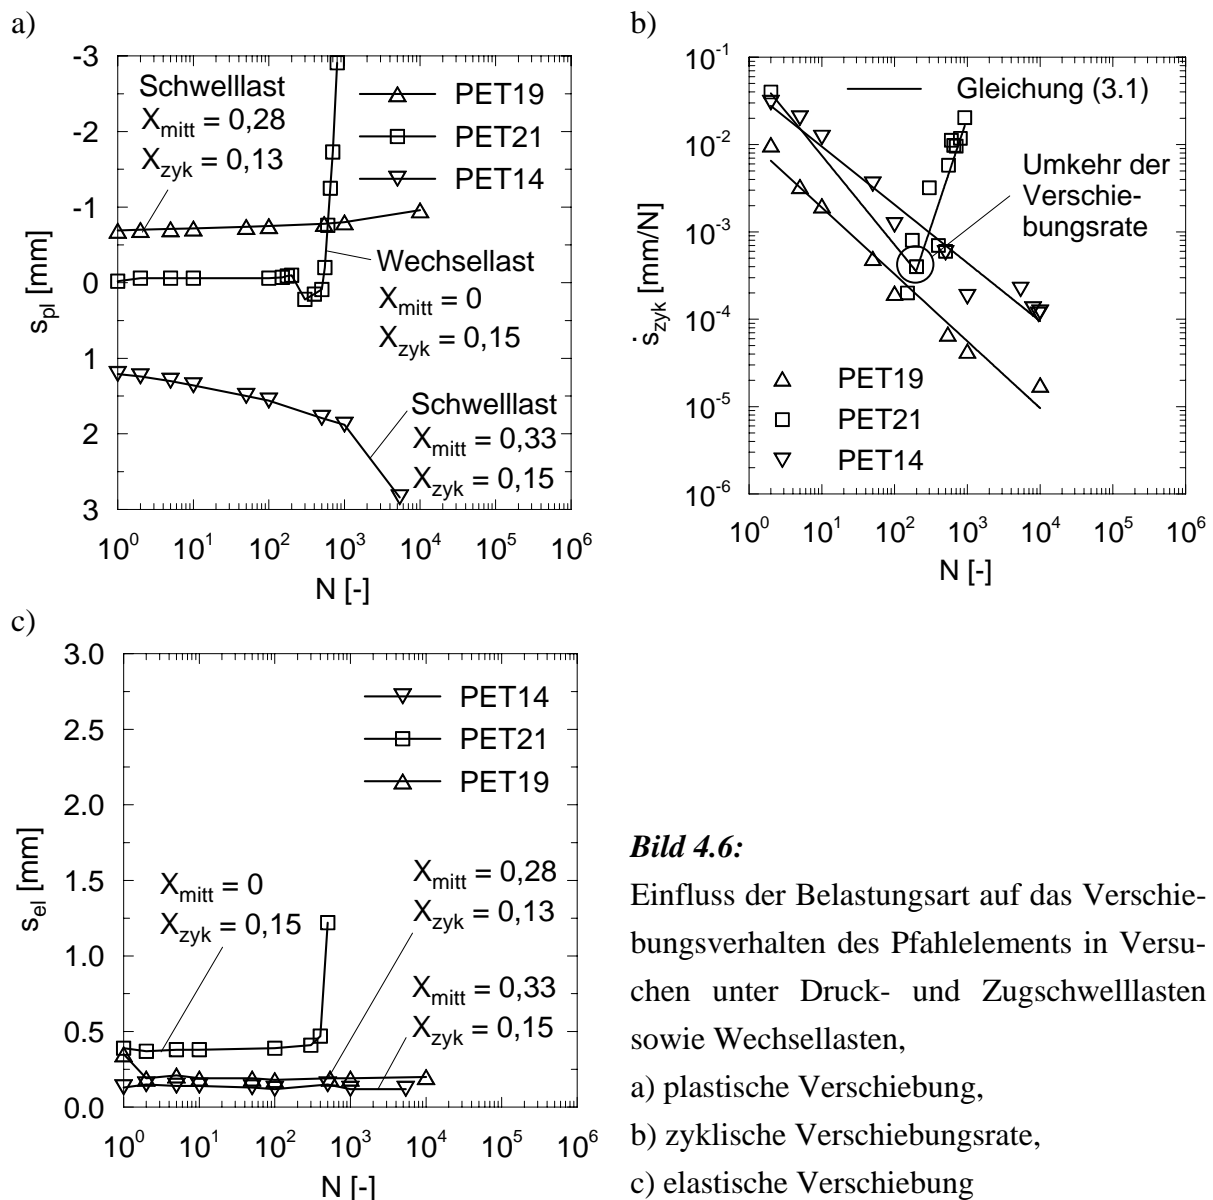 a)
-3
-2
-1
0
1
2
3
s_pl [mm]
Schwelllast
X_mitt = 0,28
X_zyk = 0,13
PET19
PET21
PET14
Wechsellast
X_mitt = 0
X_zyk = 0,15
Schwelllast
X_mitt = 0,33
X_zyk = 0,15
10^0 10^1 10^2 10^3 10^4 10^5 10^6
N [-]
b)
10^-1
10^-2
10^-3
10^-4
10^-5
10^-6
ṡ_zyk [mm/N]
Gleichung (3.1)
Umkehr der
Verschie-
bungsrate
PET19
PET21
PET14
10^0 10^1 10^2 10^3 10^4 10^5 10^6
N [-]
c)
3.0
2.5
2.0
1.5
1.0
0.5
0.0
s_el [mm]
PET14
PET21
PET19
X_mitt = 0
X_zyk = 0,15
X_mitt = 0,28
X_zyk = 0,13
X_mitt = 0,33
X_zyk = 0,15
10^0 10^1 10^2 10^3 10^4 10^5 10^6
N [-]
Bild 4.6:
Einfluss der Belastungsart auf das Verschie-
bungsverhalten des Pfahlelements in Versu-
chen unter Druck- und Zugschwelllasten
sowie Wechsellasten,
a) plastische Verschiebung,
b) zyklische Verschiebungsrate,
c) elastische Verschiebung